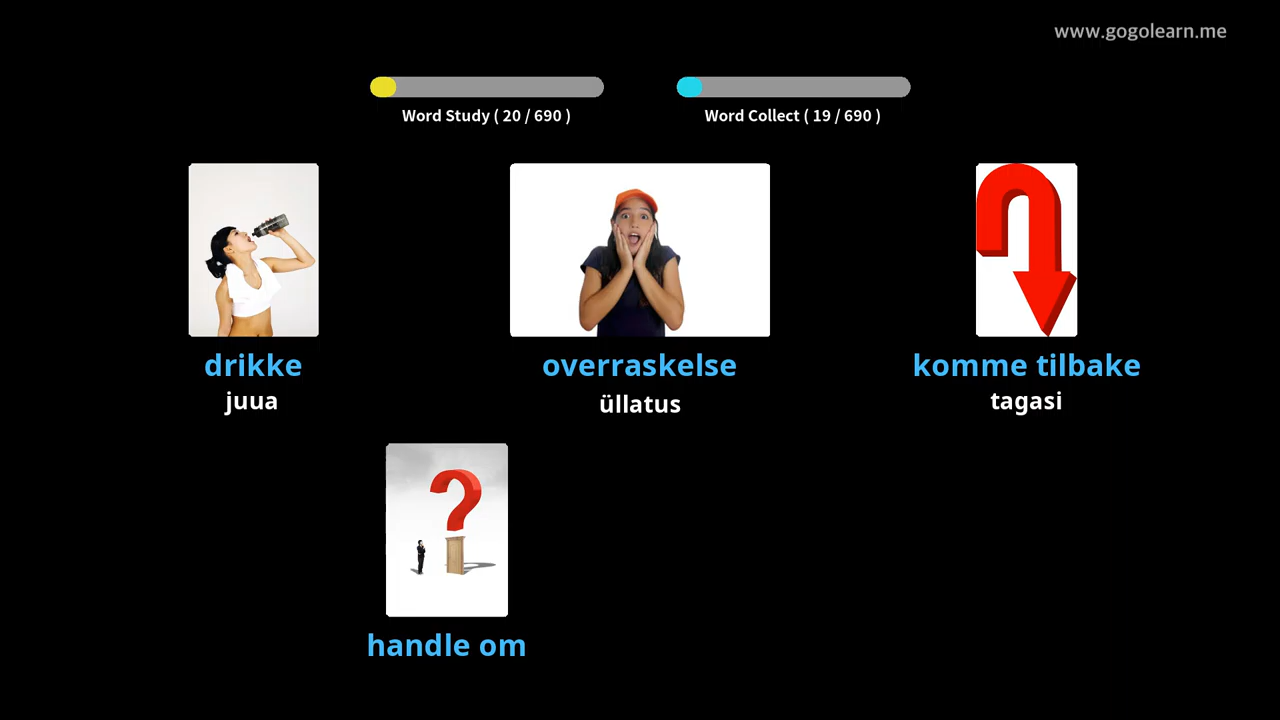 www.gogolearn.me
Word Study ( 20 / 690 )
Word Collect ( 19 / 690 )
drikke
juua
overraskelse
üllatus
komme tilbake
tagasi
handle om